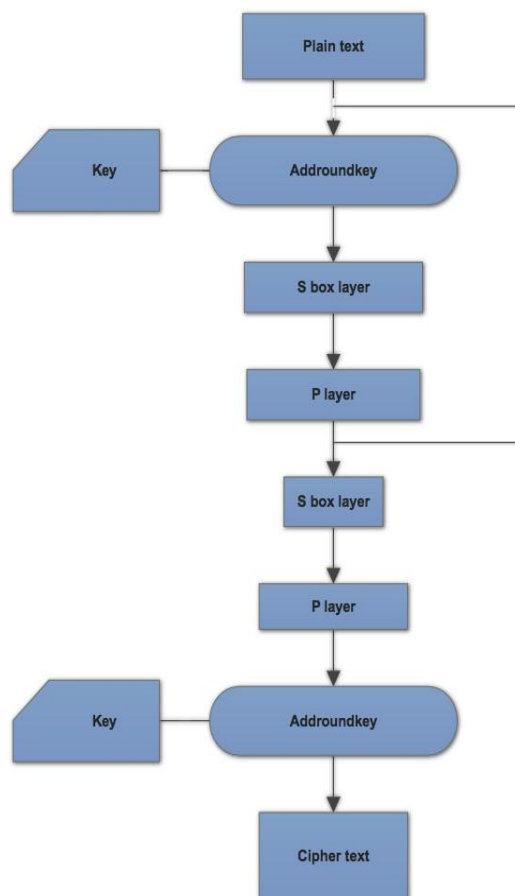 Plain text
Key
Addroundkey
S box layer
P layer
S box layer
P layer
Key
Addroundkey
Cipher text